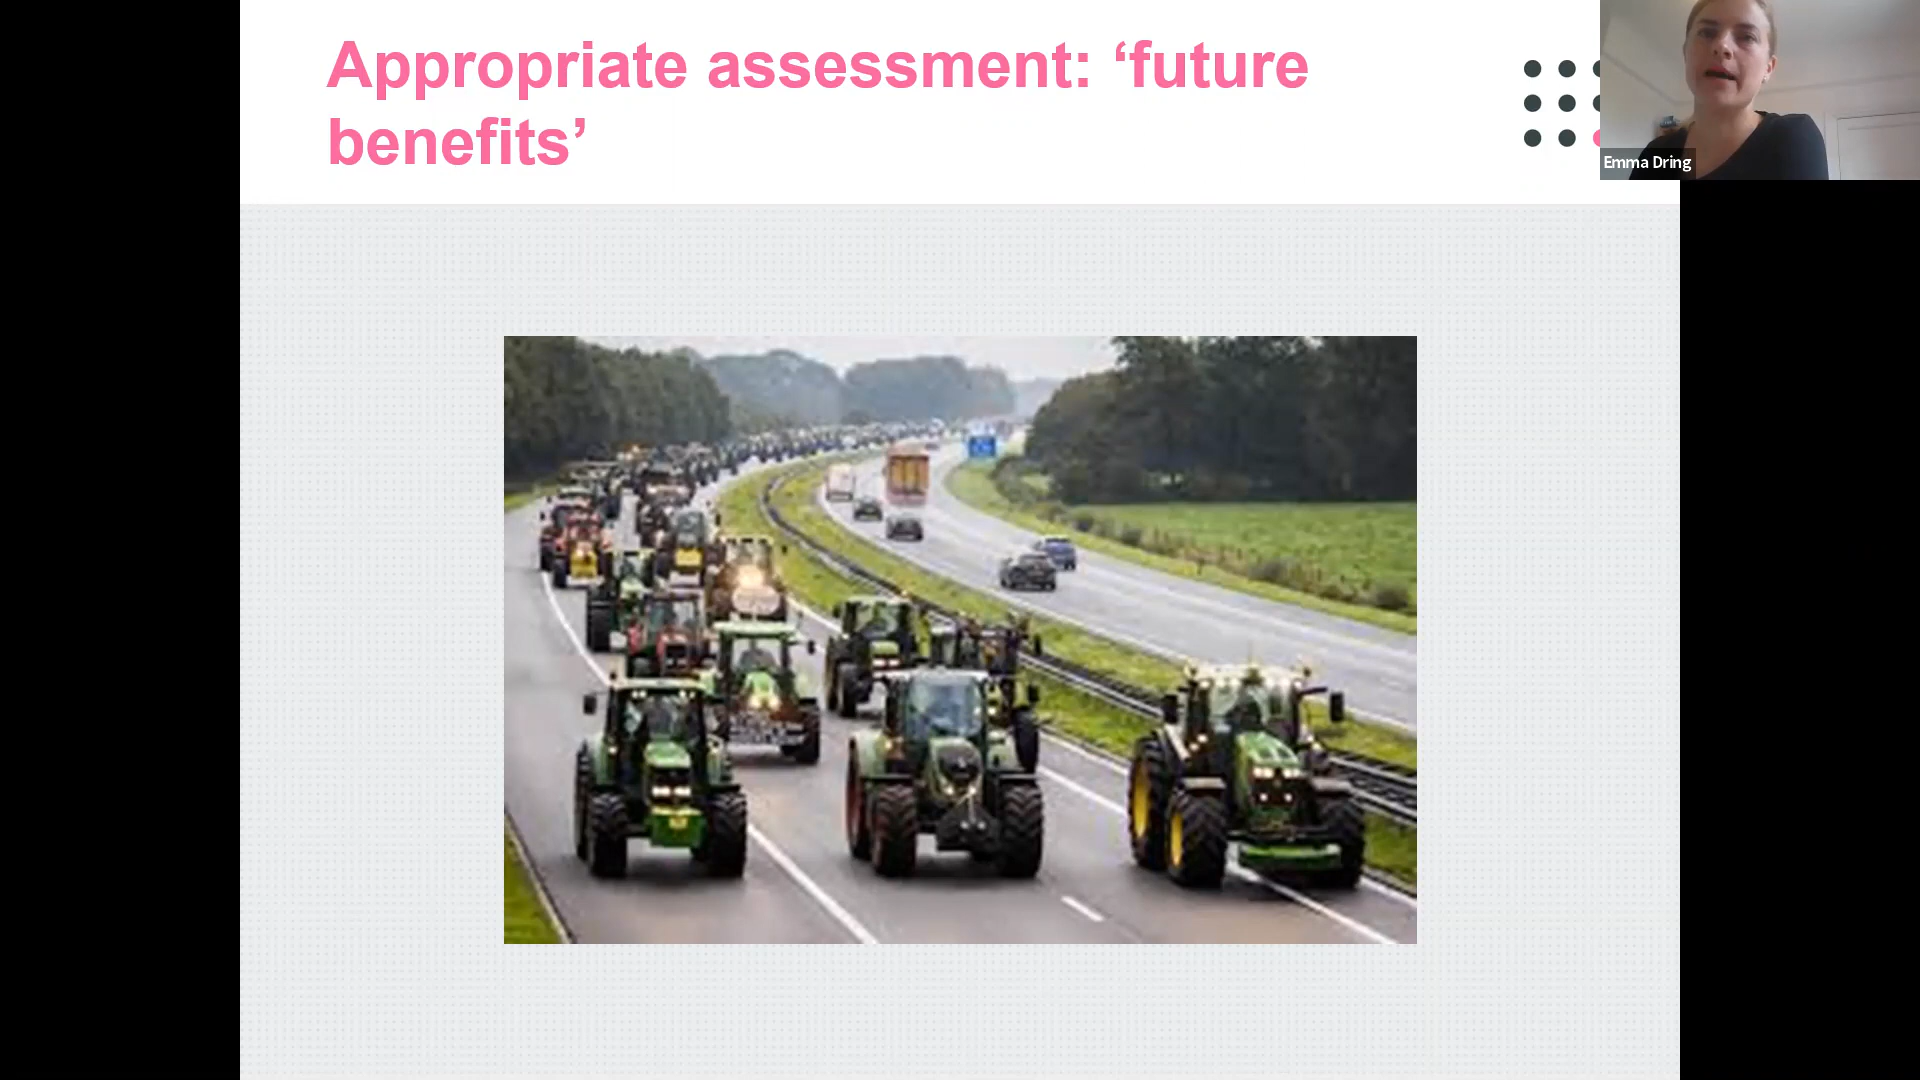 Appropriate assessment: ‘future
benefits’
Emma Dring